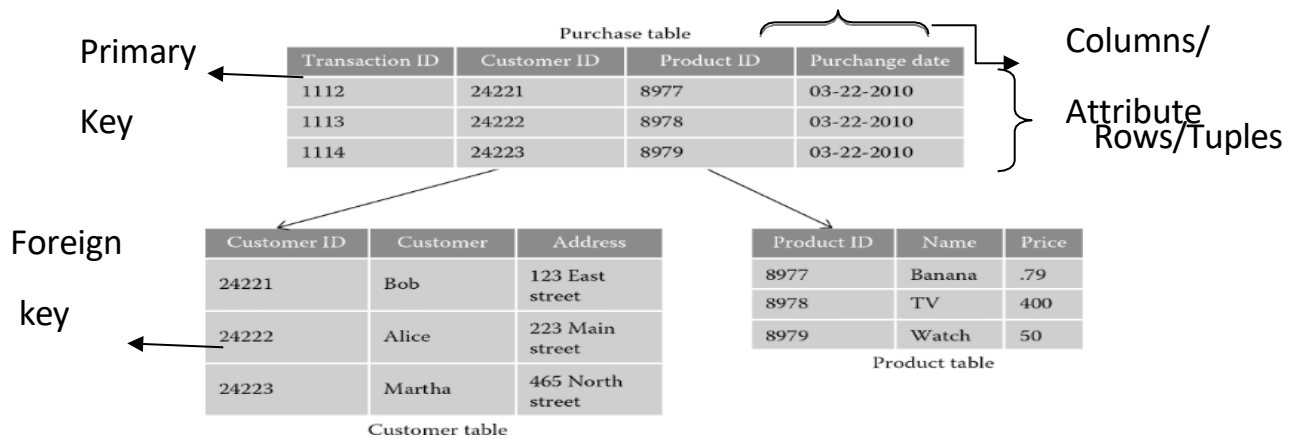 Primary
Key
Purchase table
Transaction ID Customer ID Product ID Purchange date
1112 24221 8977 03-22-2010
1113 24222 8978 03-22-2010
1114 24223 8979 03-22-2010
Columns/
Attribute
Rows/Tuples
Foreign
key
Customer ID Customer Address
24221 Bob 123 East
street
24222 Alice 223 Main
street
24223 Martha 465 North
street
Customer table
Product ID Name Price
8977 Banana .79
8978 TV 400
8979 Watch 50
Product table